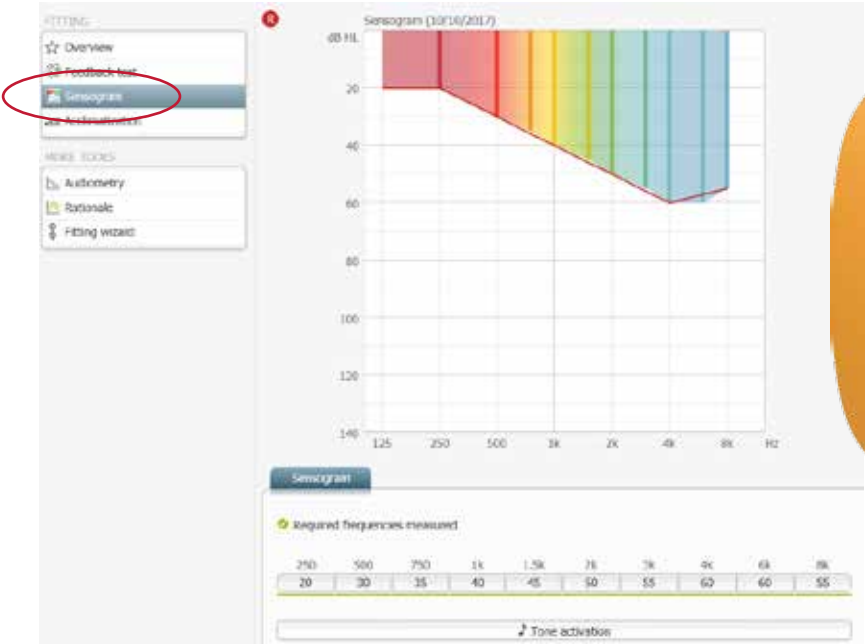 FITTING
Overview
Feedback test
Sensogram
Acclimatization
MORE TOOLS
Audiometry
Rationale
Fitting wizard
R
Sensogram (10/16/2017)
dB HL
20
40
60
80
100
120
140
125 250 500 1k 2k 4k 8k Hz
Sensogram
Required frequencies measured
250 500 750 1k 1.5k 2k 3k 4k 6k 8k
20 30 35 40 45 50 55 60 60 55
Tone activation